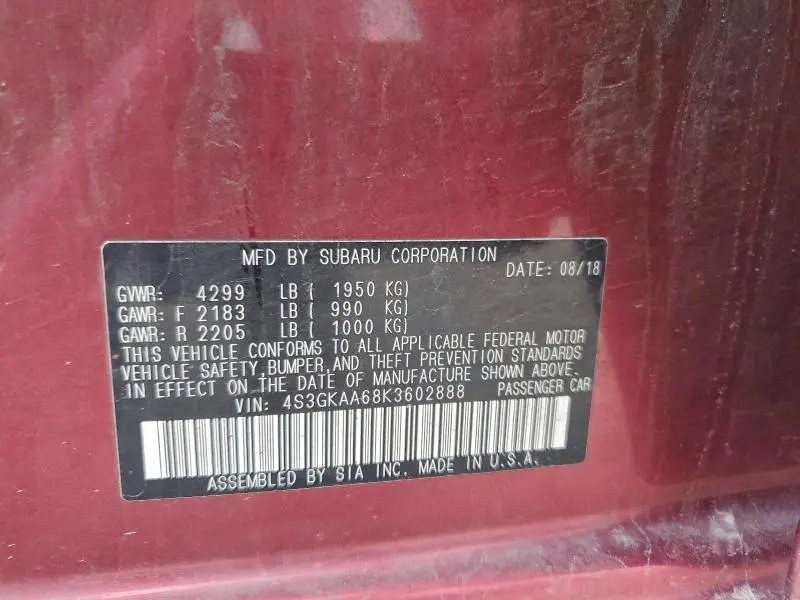 MFD BY SUBARU CORPORATION
DATE: 08/18
GVWR: 4299 LB ( 1950 KG)
GAWR: F 2183 LB ( 990 KG)
GAWR: R 2205 LB ( 1000 KG)
THIS VEHICLE CONFORMS TO ALL APPLICABLE FEDERAL MOTOR
VEHICLE SAFETY, BUMPER, AND THEFT PREVENTION STANDARDS
IN EFFECT ON THE DATE OF MANUFACTURE SHOWN ABOVE.
VIN: 4S3GKAA68K3602888 PASSENGER CAR
ASSEMBLED BY SIA INC. MADE IN U.S.A.